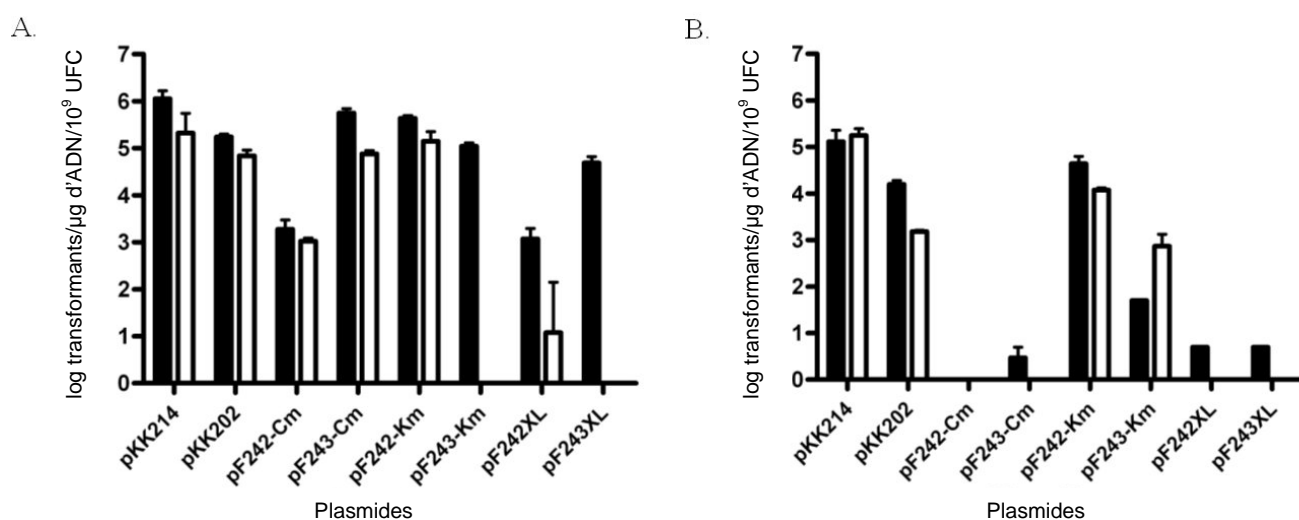 A.
log transformants/µg d'ADN/10⁹ UFC
7
6
5
4
3
2
1
0
pKK214
pKK202
pF242-Cm
pF243-Cm
pF242-Km
pF243-Km
pF242XL
pF243XL
Plasmides
B.
log transformants/µg d'ADN/10⁹ UFC
7
6
5
4
3
2
1
0
pKK214
pKK202
pF242-Cm
pF243-Cm
pF242-Km
pF243-Km
pF242XL
pF243XL
Plasmides